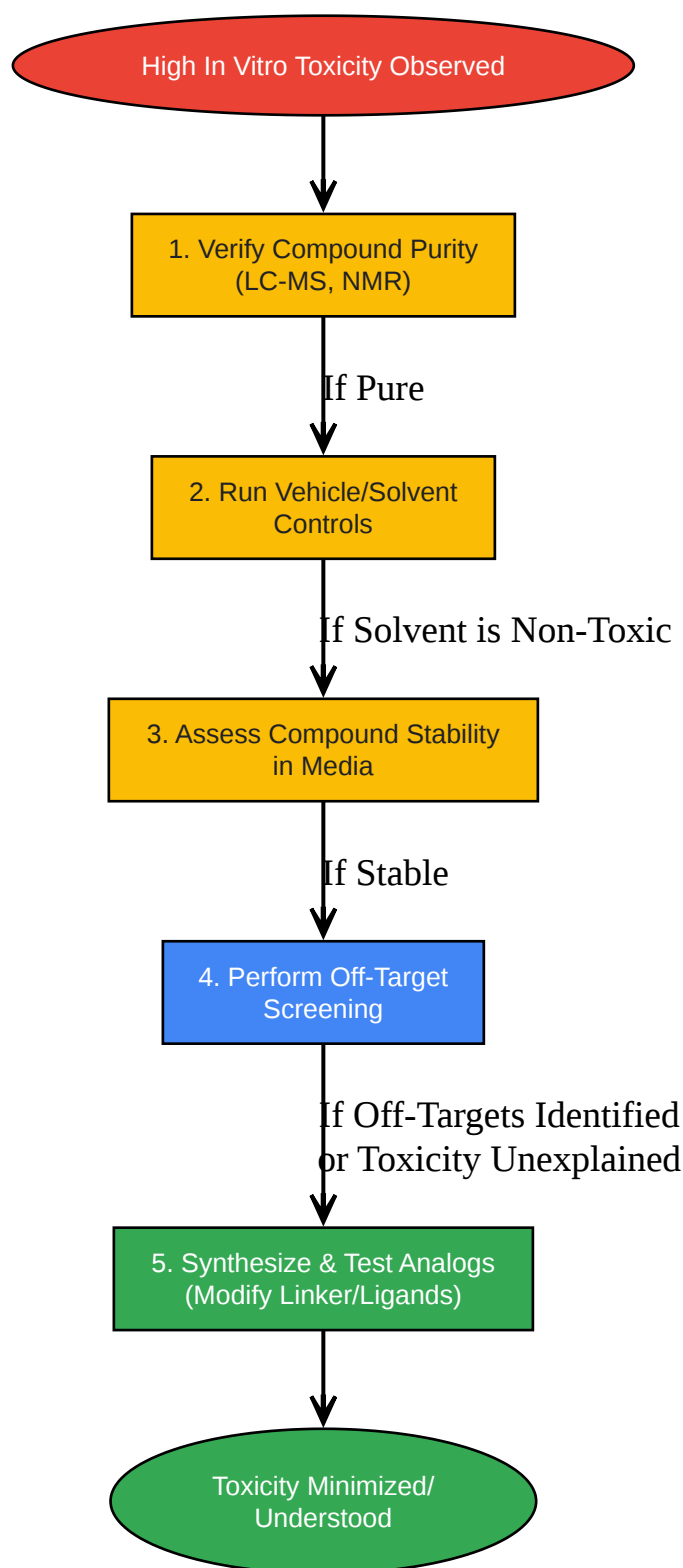 High In Vitro Toxicity Observed
1. Verify Compound Purity
(LC-MS, NMR)
If Pure
2. Run Vehicle/Solvent
Controls
If Solvent is Non-Toxic
3. Assess Compound Stability
in Media
If Stable
4. Perform Off-Target
Screening
If Off-Targets Identified
or Toxicity Unexplained
5. Synthesize & Test Analogs
(Modify Linker/Ligands)
Toxicity Minimized/
Understood